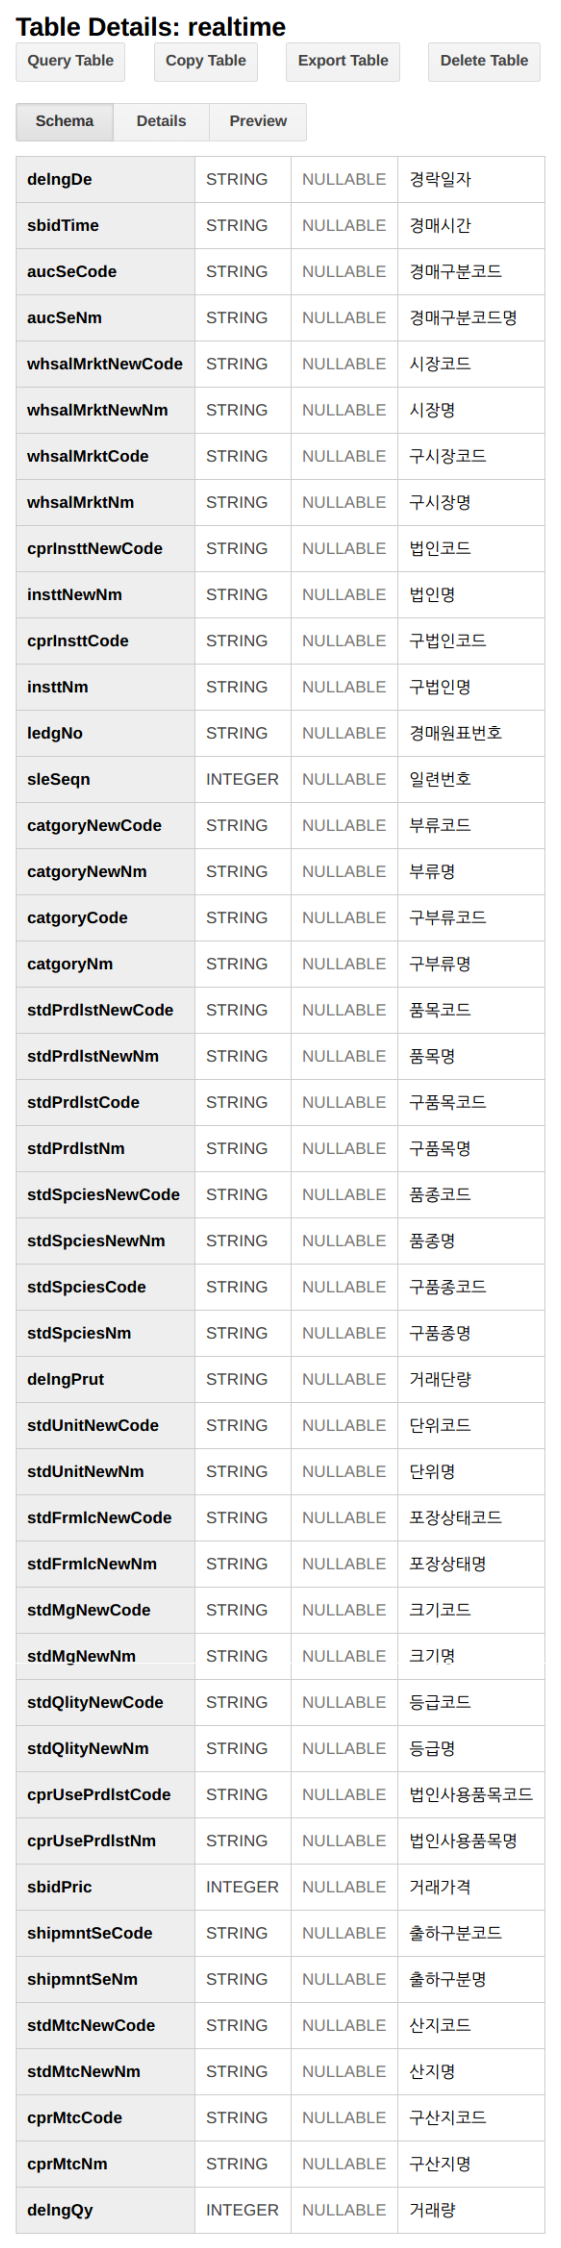 Table Details: realtime
Query Table Copy Table Export Table Delete Table
Schema Details Preview
delngDe STRING NULLABLE 경락일자
sbidTime STRING NULLABLE 경매시간
aucSeCode STRING NULLABLE 경매구분코드
aucSeNm STRING NULLABLE 경매구분코드명
whsalMrktNewCode STRING NULLABLE 시장코드
whsalMrktNewNm STRING NULLABLE 시장명
whsalMrktCode STRING NULLABLE 구시장코드
whsalMrktNm STRING NULLABLE 구시장명
cprInsttNewCode STRING NULLABLE 법인코드
insttNewNm STRING NULLABLE 법인명
cprInsttCode STRING NULLABLE 구법인코드
insttNm STRING NULLABLE 구법인명
ledgNo STRING NULLABLE 경매원표번호
sleSeqn INTEGER NULLABLE 일련번호
catgoryNewCode STRING NULLABLE 부류코드
catgoryNewNm STRING NULLABLE 부류명
catgoryCode STRING NULLABLE 구부류코드
catgoryNm STRING NULLABLE 구부류명
stdPrdlstNewCode STRING NULLABLE 품목코드
stdPrdlstNewNm STRING NULLABLE 품목명
stdPrdlstCode STRING NULLABLE 구품목코드
stdPrdlstNm STRING NULLABLE 구품목명
stdSpciesNewCode STRING NULLABLE 품종코드
stdSpciesNewNm STRING NULLABLE 품종명
stdSpciesCode STRING NULLABLE 구품종코드
stdSpciesNm STRING NULLABLE 구품종명
delngPrut STRING NULLABLE 거래단량
stdUnitNewCode STRING NULLABLE 단위코드
stdUnitNewNm STRING NULLABLE 단위명
stdFrmlcNewCode STRING NULLABLE 포장상태코드
stdFrmlcNewNm STRING NULLABLE 포장상태명
stdMgNewCode STRING NULLABLE 크기코드
stdMgNewNm STRING NULLABLE 크기명
stdQlityNewCode STRING NULLABLE 등급코드
stdQlityNewNm STRING NULLABLE 등급명
cprUsePrdlstCode STRING NULLABLE 법인사용품목코드
cprUsePrdlstNm STRING NULLABLE 법인사용품목명
sbidPric INTEGER NULLABLE 거래가격
shipmntSeCode STRING NULLABLE 출하구분코드
shipmntSeNm STRING NULLABLE 출하구분명
stdMtcNewCode STRING NULLABLE 산지코드
stdMtcNewNm STRING NULLABLE 산지명
cprMtcCode STRING NULLABLE 구산지코드
cprMtcNm STRING NULLABLE 구산지명
delngQy INTEGER NULLABLE 거래량